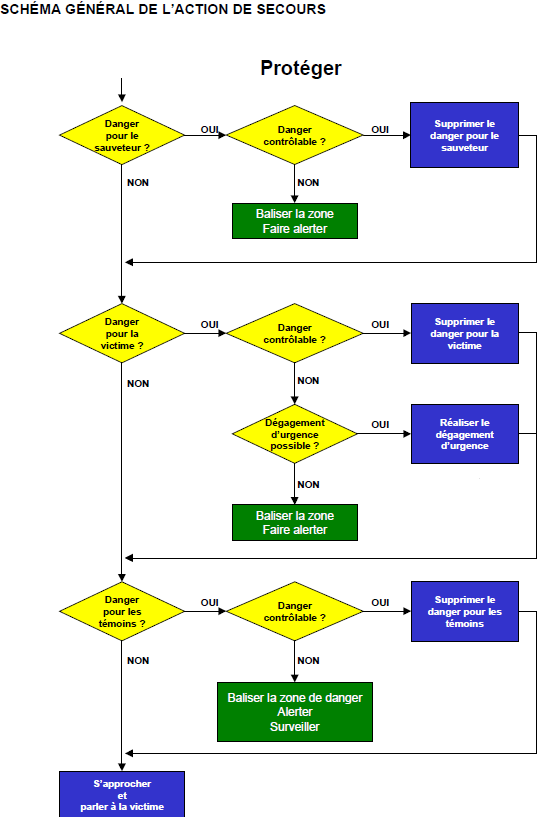 SCHÉMA GÉNÉRAL DE L'ACTION DE SECOURS
Protéger
Danger
pour le
sauveteur ?
OUI
Danger
contrôlable ?
OUI
Supprimer le
danger pour le
sauveteur
NON
NON
Baliser la zone
Faire alerter
Danger
pour la
victime ?
OUI
Danger
contrôlable ?
OUI
Supprimer le
danger pour la
victime
NON
NON
Dégagement
d'urgence
possible ?
OUI
Réaliser le
dégagement
d'urgence
NON
Baliser la zone
Faire alerter
Danger
pour les
témoins ?
OUI
Danger
contrôlable ?
OUI
Supprimer le
danger pour les
témoins
NON
NON
Baliser la zone de danger
Alerter
Surveiller
S'approcher
et
parler à la victime